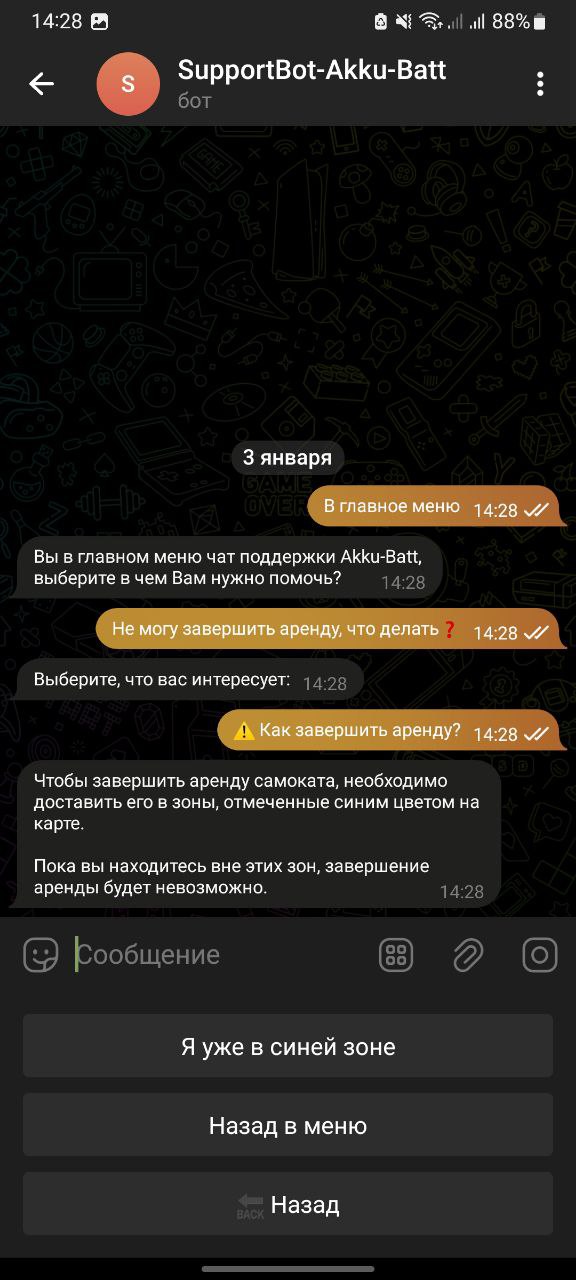 14:28
88%
S
SupportBot-Akku-Batt
бот
GAME
OVER
3 января
В главное меню 14:28
Вы в главном меню чат поддержки Akku-Batt,
выберите в чем Вам нужно помочь? 14:28
Не могу завершить аренду, что делать❓ 14:28
Выберите, что вас интересует: 14:28
⚠️ Как завершить аренду? 14:28
Чтобы завершить аренду самоката, необходимо
доставить его в зоны, отмеченные синим цветом на
карте.
Пока вы находитесь вне этих зон, завершение
аренды будет невозможно. 14:28
Сообщение
Я уже в синей зоне
Назад в меню
BACK Назад